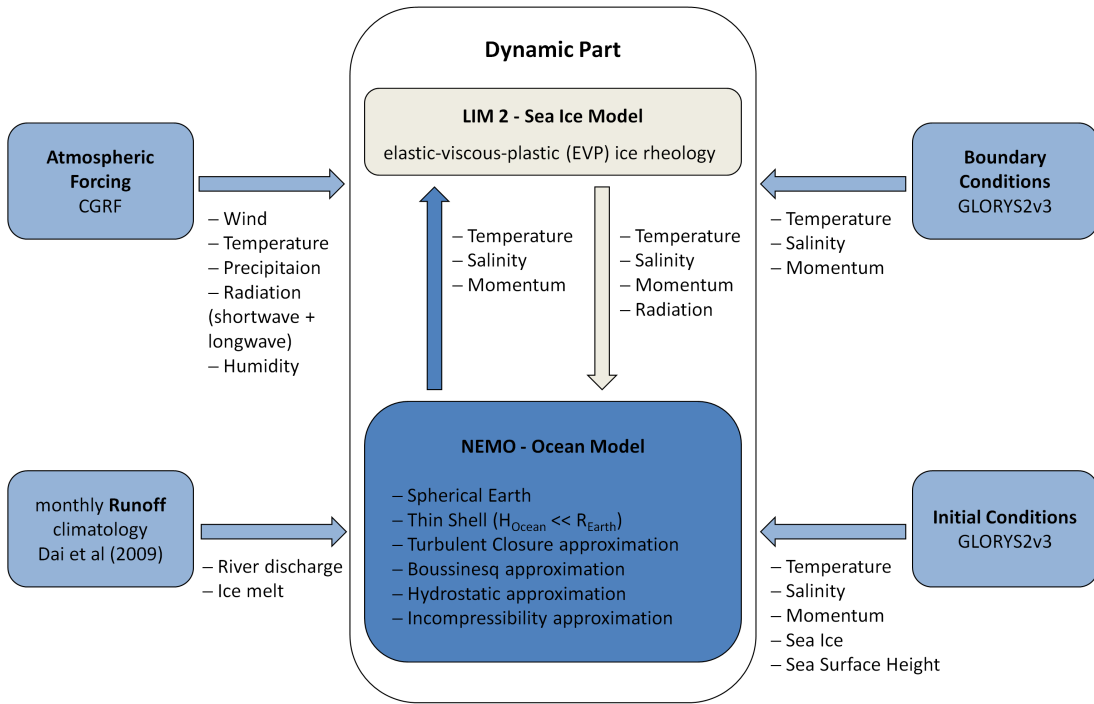 Dynamic Part
LIM 2 - Sea Ice Model
elastic-viscous-plastic (EVP) ice rheology
Atmospheric
Forcing
CGRF
– Wind
– Temperature
– Precipitaion
– Radiation
(shortwave +
longwave)
– Humidity
– Temperature
– Salinity
– Momentum
– Temperature
– Salinity
– Momentum
– Radiation
Boundary
Conditions
GLORYS2v3
– Temperature
– Salinity
– Momentum
NEMO - Ocean Model
– Spherical Earth
– Thin Shell (H_Ocean << R_Earth)
– Turbulent Closure approximation
– Boussinesq approximation
– Hydrostatic approximation
– Incompressibility approximation
monthly Runoff
climatology
Dai et al (2009)
– River discharge
– Ice melt
Initial Conditions
GLORYS2v3
– Temperature
– Salinity
– Momentum
– Sea Ice
– Sea Surface Height